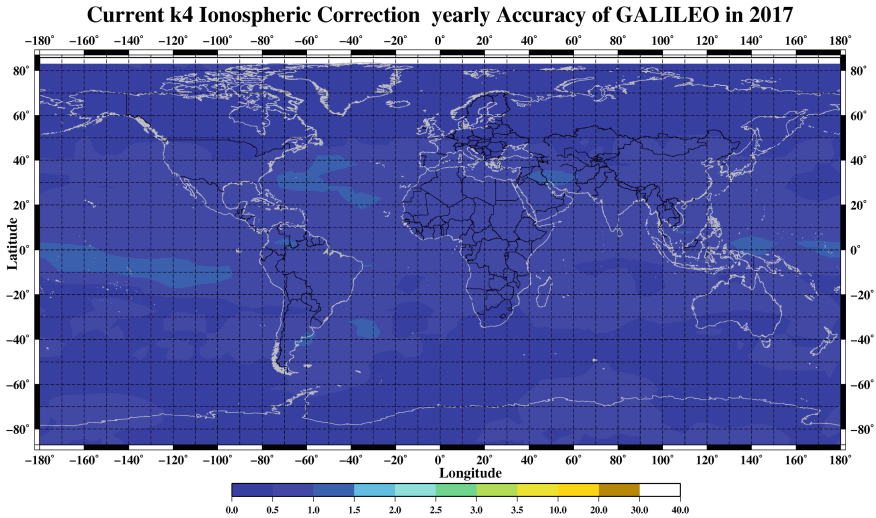 Current k4 Ionospheric Correction yearly Accuracy of GALILEO in 2017
−180° −160° −140° −120° −100° −80° −60° −40° −20° 0° 20° 40° 60° 80° 100° 120° 140° 160° 180°
80° 80°
60° 60°
40° 40°
20° 20°
0° 0°
−20° −20°
−40° −40°
−60° −60°
−80° −80°
Latitude
−180° −160° −140° −120° −100° −80° −60° −40° −20° 0° 20° 40° 60° 80° 100° 120° 140° 160° 180°
Longitude
0.0 0.5 1.0 1.5 2.0 2.5 3.0 3.5 10.0 20.0 30.0 40.0